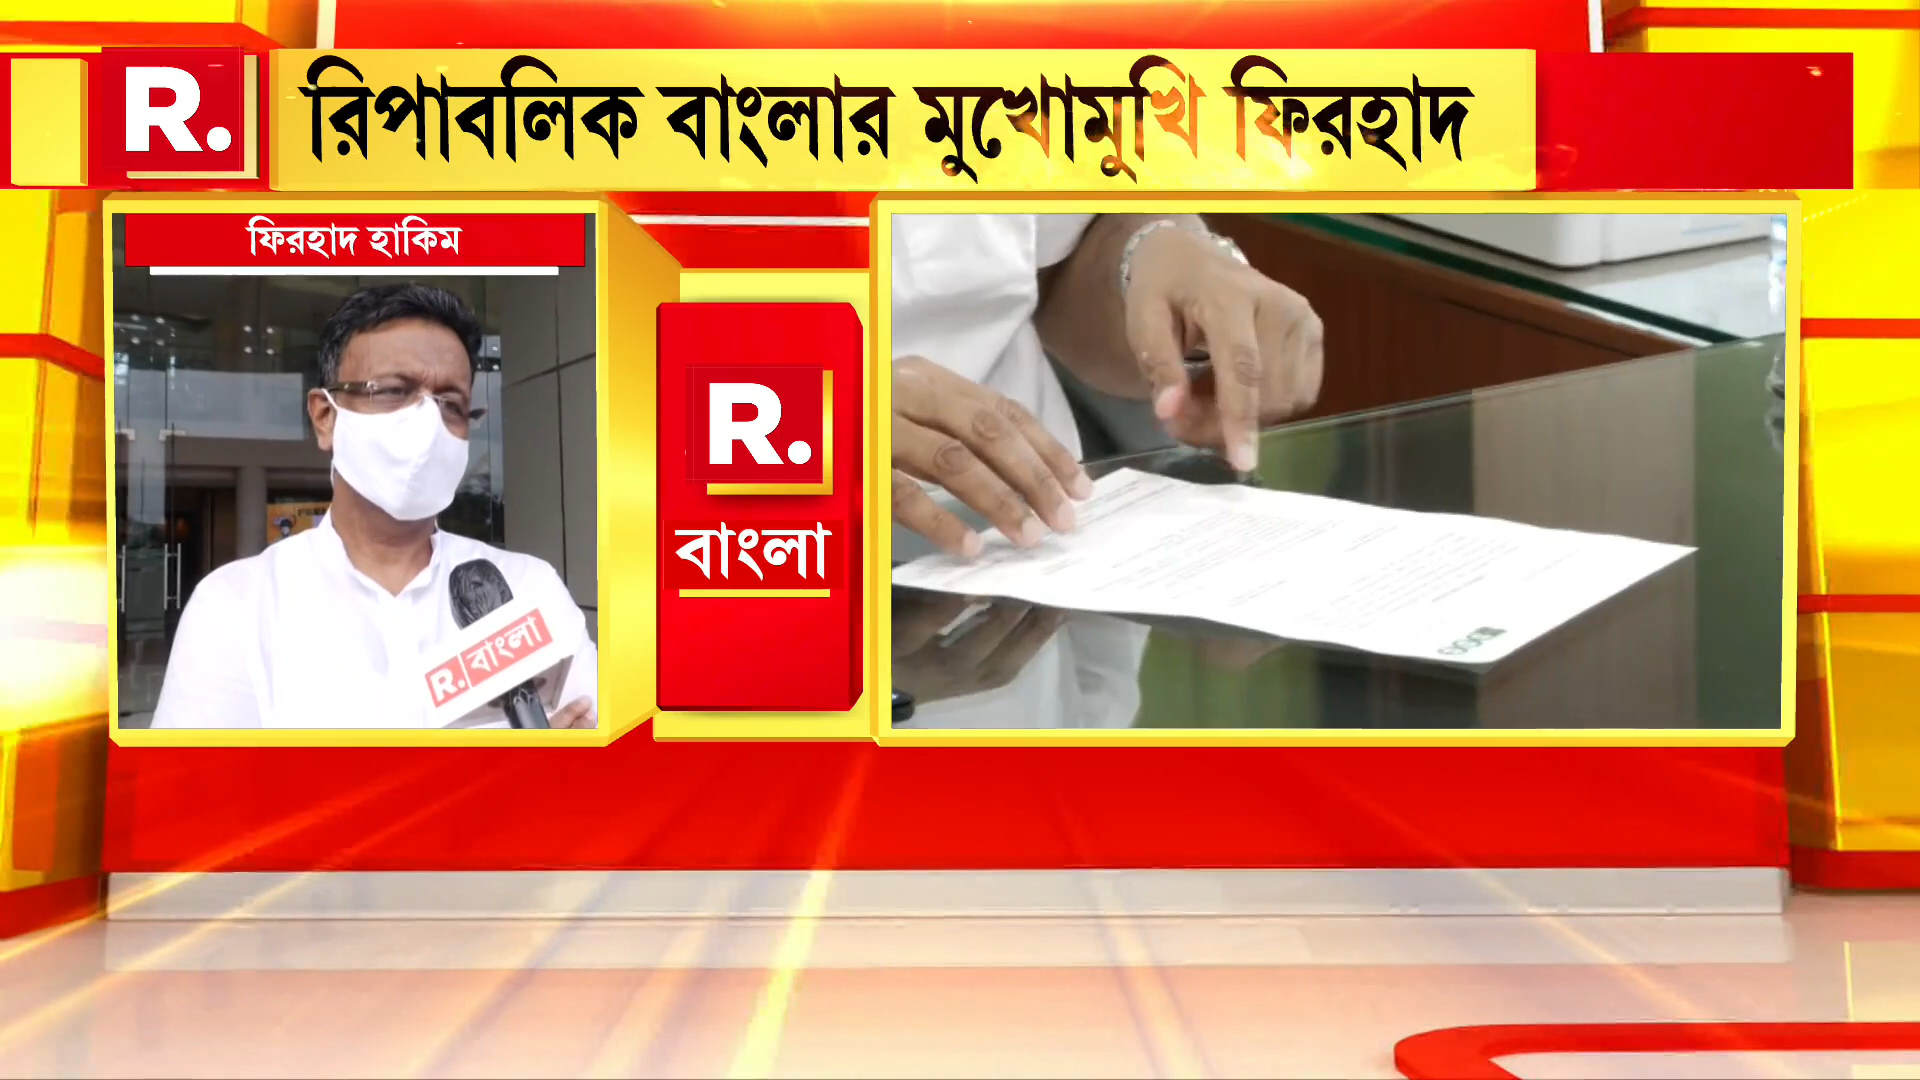 R. রিপাবলিক বাংলার মুখোমুখি ফিরহাদ
ফিরহাদ হাকিম
R.
বাংলা
R. বাংলা